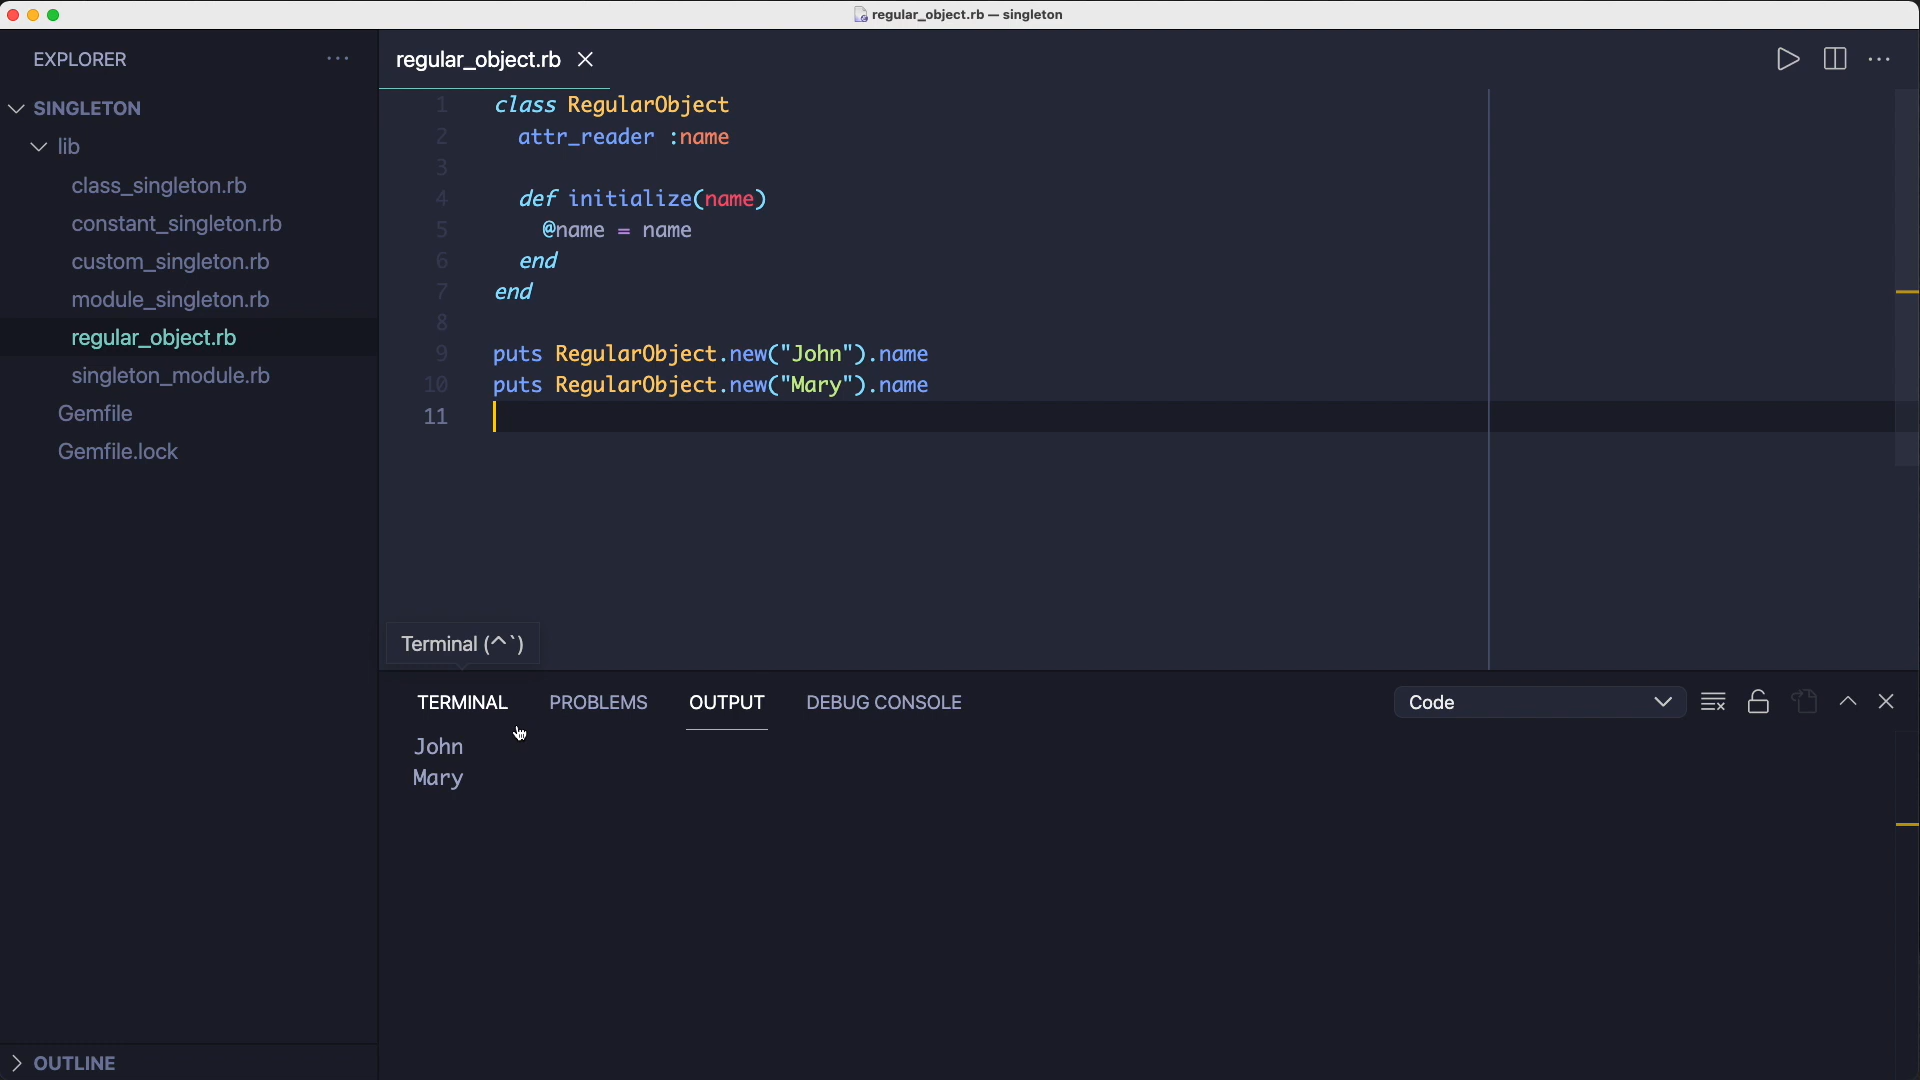 regular_object.rb — singleton
EXPLORER
SINGLETON
lib
class_singleton.rb
constant_singleton.rb
custom_singleton.rb
module_singleton.rb
regular_object.rb
singleton_module.rb
Gemfile
Gemfile.lock
OUTLINE
regular_object.rb
1 class RegularObject
2 attr_reader :name
3
4 def initialize(name)
5 @name = name
6 end
7 end
8
9 puts RegularObject.new("John").name
10 puts RegularObject.new("Mary").name
11
Terminal (^`)
TERMINAL PROBLEMS OUTPUT DEBUG CONSOLE Code
John
Mary